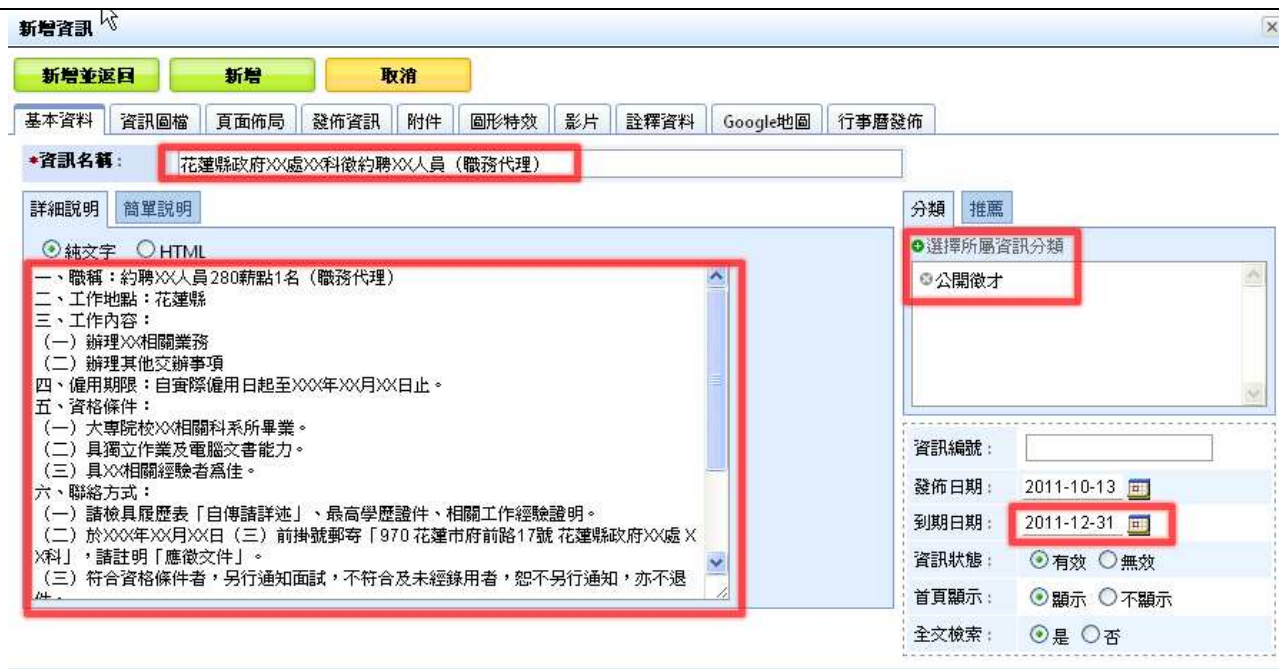 新增資訊
新增並返回 新增 取消
基本資料 資訊圖檔 頁面佈局 發佈資訊 附件 圖形特效 影片 詮釋資料 Google地圖 行事曆發佈
*資訊名稱：
花蓮縣政府XX處XX科徵約聘XX人員（職務代理）
詳細說明 簡單說明
純文字 HTML
一、職稱：約聘XX人員280薪點1名（職務代理）
二、工作地點：花蓮縣
三、工作內容：
（一）辦理XX相關業務
（二）辦理其他交辦事項
四、僱用期限：自實際僱用日起至XXX年XX月XX日止。
五、資格條件：
（一）大專院校XX相關科系所畢業。
（二）具獨立作業及電腦文書能力。
（三）具XX相關經驗者為佳。
六、聯絡方式：
（一）請檢具履歷表「自傳請詳述」、最高學歷證件、相關工作經驗證明。
（二）於XXX年XX月XX日（三）前掛號郵寄「970 花蓮市府前路17號 花蓮縣政府XX處 X
X科」，請註明「應徵文件」。
（三）符合資格條件者，另行通知面試，不符合及未經錄用者，恕不另行通知，亦不退
件。
分類 推薦
選擇所屬資訊分類
公開徵才
資訊編號：
發佈日期： 2011-10-13
到期日期： 2011-12-31
資訊狀態： 有效 無效
首頁顯示： 顯示 不顯示
全文檢索： 是 否